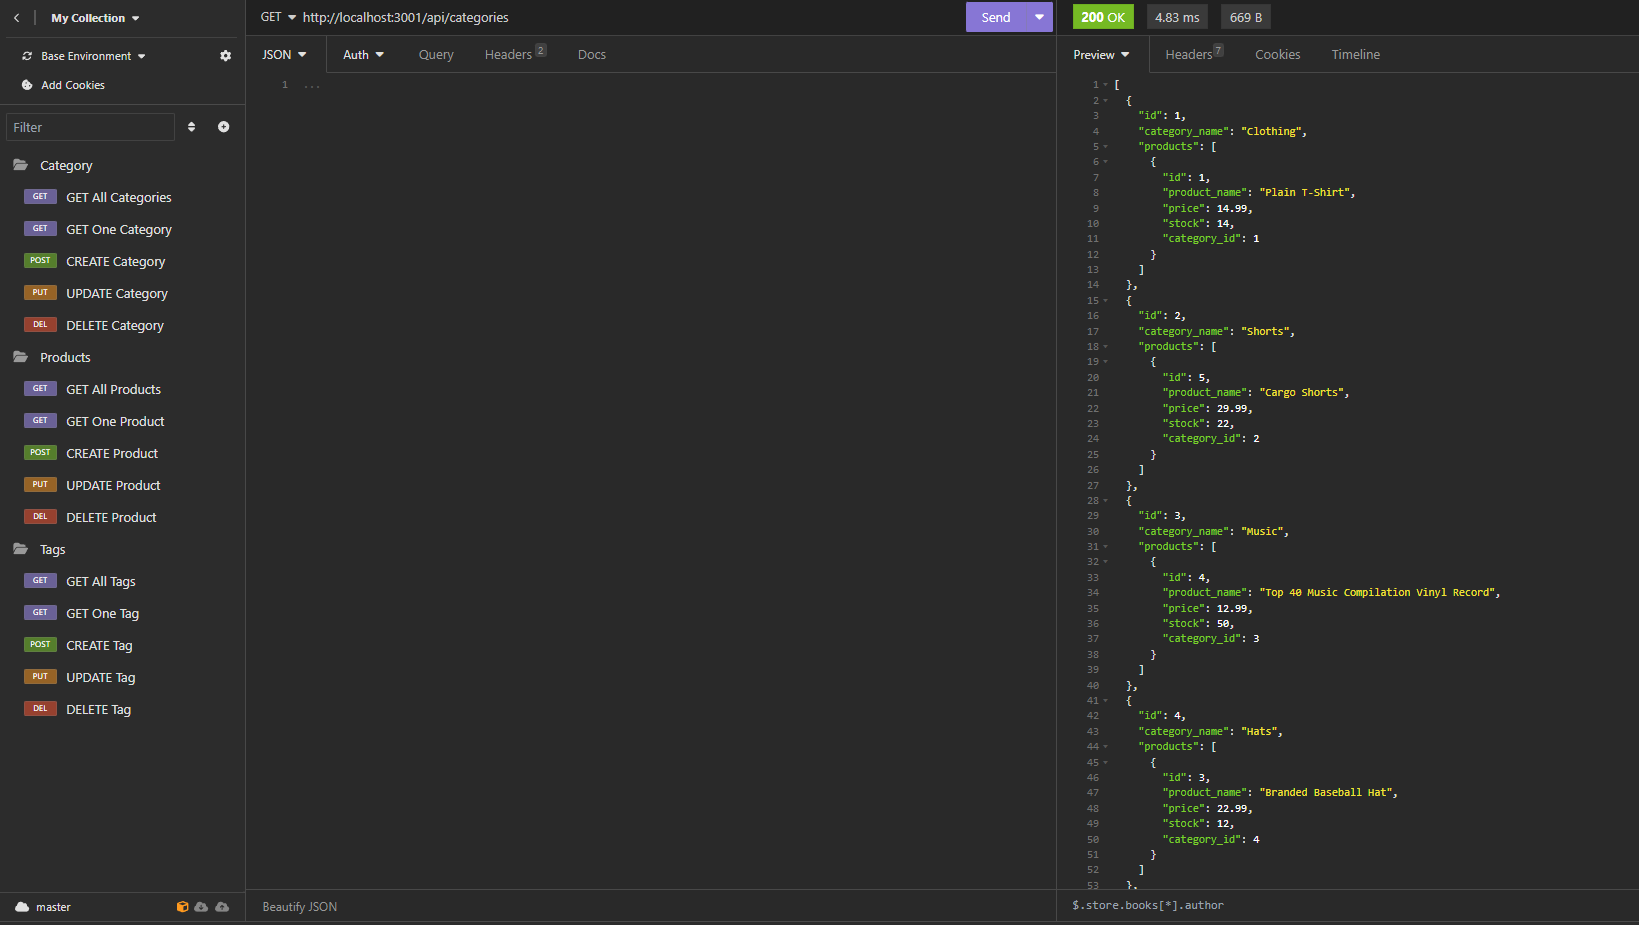 My Collection
Base Environment
Add Cookies
Filter
Category
GET GET All Categories
GET GET One Category
POST CREATE Category
PUT UPDATE Category
DEL DELETE Category
Products
GET GET All Products
GET GET One Product
POST CREATE Product
PUT UPDATE Product
DEL DELETE Product
Tags
GET GET All Tags
GET GET One Tag
POST CREATE Tag
PUT UPDATE Tag
DEL DELETE Tag
master
GET http://localhost:3001/api/categories Send
JSON Auth Query Headers 2 Docs
1 ...
Beautify JSON
200 OK 4.83 ms 669 B
Preview Headers 7 Cookies Timeline
1 [
2 {
3 "id": 1,
4 "category_name": "Clothing",
5 "products": [
6 {
7 "id": 1,
8 "product_name": "Plain T-Shirt",
9 "price": 14.99,
10 "stock": 14,
11 "category_id": 1
12 }
13 ]
14 },
15 {
16 "id": 2,
17 "category_name": "Shorts",
18 "products": [
19 {
20 "id": 5,
21 "product_name": "Cargo Shorts",
22 "price": 29.99,
23 "stock": 22,
24 "category_id": 2
25 }
26 ]
27 },
28 {
29 "id": 3,
30 "category_name": "Music",
31 "products": [
32 {
33 "id": 4,
34 "product_name": "Top 40 Music Compilation Vinyl Record",
35 "price": 12.99,
36 "stock": 50,
37 "category_id": 3
38 }
39 ]
40 },
41 {
42 "id": 4,
43 "category_name": "Hats",
44 "products": [
45 {
46 "id": 3,
47 "product_name": "Branded Baseball Hat",
48 "price": 22.99,
49 "stock": 12,
50 "category_id": 4
51 }
52 ]
53 },
$.store.books[*].author